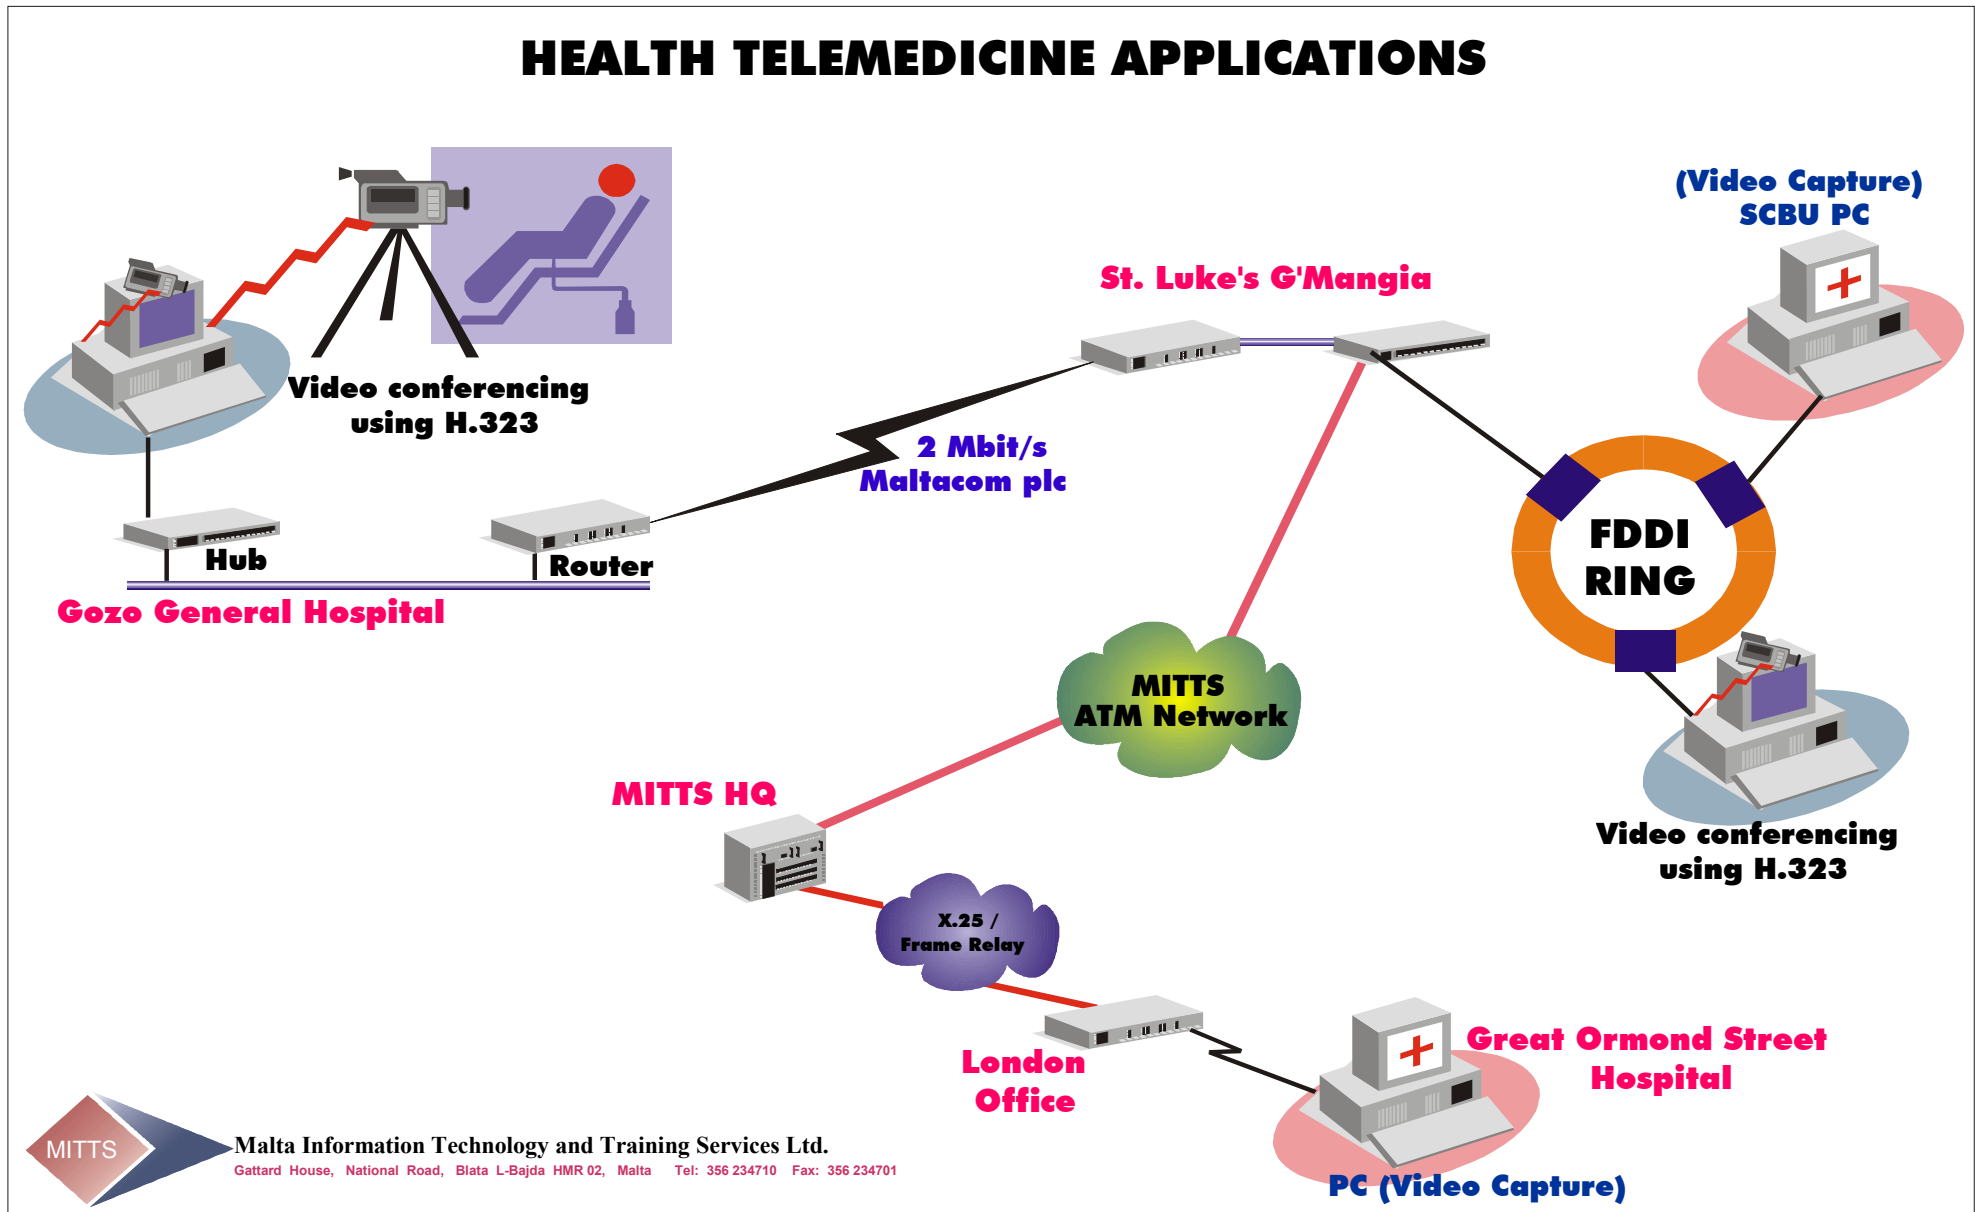 HEALTH TELEMEDICINE APPLICATIONS
(Video Capture)
SCBU PC
St. Luke's G'Mangia
Video conferencing
using H.323
2 Mbit/s
Maltacom plc
Hub
Router
Gozo General Hospital
FDDI
RING
MITTS
ATM Network
MITTS HQ
Video conferencing
using H.323
X.25 /
Frame Relay
London
Office
Great Ormond Street
Hospital
PC (Video Capture)
MITTS
Malta Information Technology and Training Services Ltd.
Gattard House, National Road, Blata L-Bajda HMR 02, Malta Tel: 356 234710 Fax: 356 234701